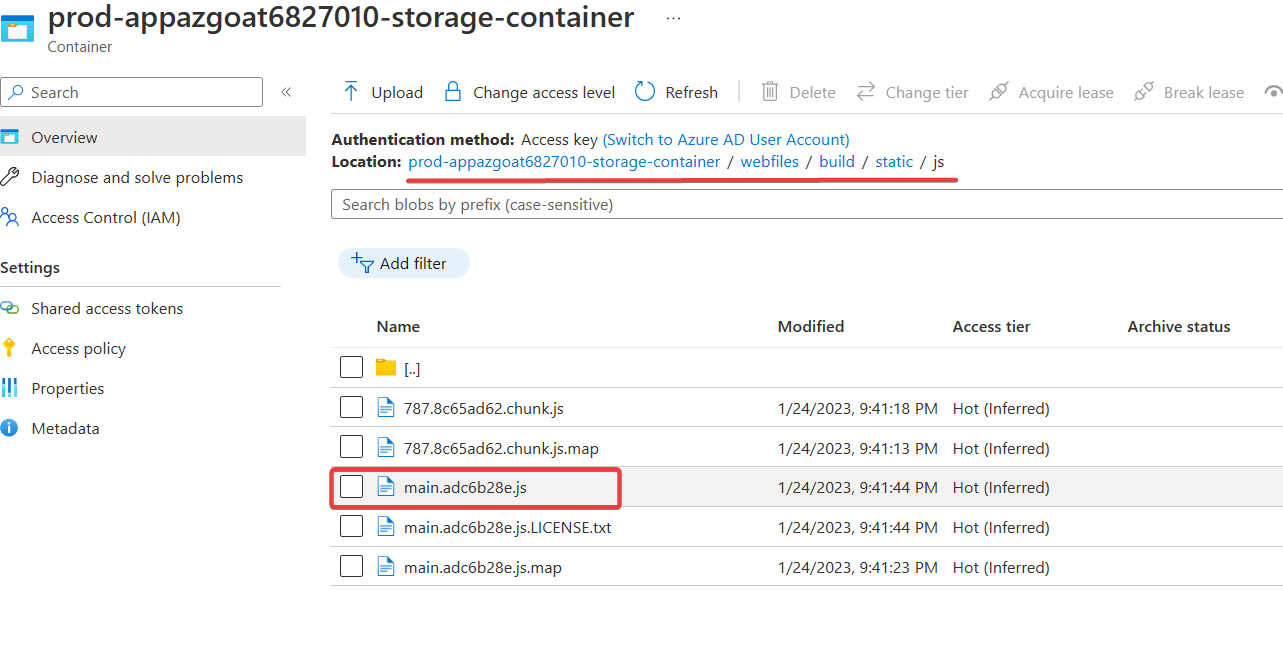 prod-appazgoat6827010-storage-container ...
Container
Search «
Overview
Diagnose and solve problems
Access Control (IAM)
Settings
Shared access tokens
Access policy
Properties
Metadata
Upload Change access level Refresh Delete Change tier Acquire lease Break lease
Authentication method: Access key (Switch to Azure AD User Account)
Location: prod-appazgoat6827010-storage-container / webfiles / build / static / js
Search blobs by prefix (case-sensitive)
Add filter
Name Modified Access tier Archive status
[..]
787.8c65ad62.chunk.js 1/24/2023, 9:41:18 PM Hot (Inferred)
787.8c65ad62.chunk.js.map 1/24/2023, 9:41:13 PM Hot (Inferred)
main.adc6b28e.js 1/24/2023, 9:41:44 PM Hot (Inferred)
main.adc6b28e.js.LICENSE.txt 1/24/2023, 9:41:44 PM Hot (Inferred)
main.adc6b28e.js.map 1/24/2023, 9:41:23 PM Hot (Inferred)